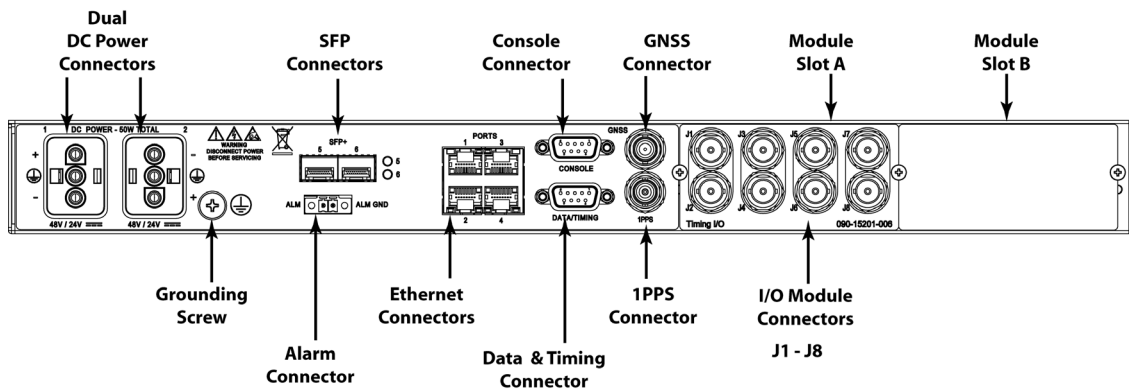 Dual
DC Power
Connectors
SFP
Connectors
Console
Connector
GNSS
Connector
Module
Slot A
Module
Slot B
1 DC POWER - 50W TOTAL 2
+
-
-
+
48V / 24V
48V / 24V
WARNING
DISCONNECT POWER
BEFORE SERVICING
SFP+
5 6
5
6
ALM
ALM GND
PORTS
1 3
2 4
CONSOLE
DATA/TIMING
GNSS
1PPS
J1 J3 J5 J7
J2 J4 J6 J8
Timing I/O
090-15201-006
Grounding
Screw
Alarm
Connector
Ethernet
Connectors
Data & Timing
Connector
1PPS
Connector
I/O Module
Connectors
J1 - J8